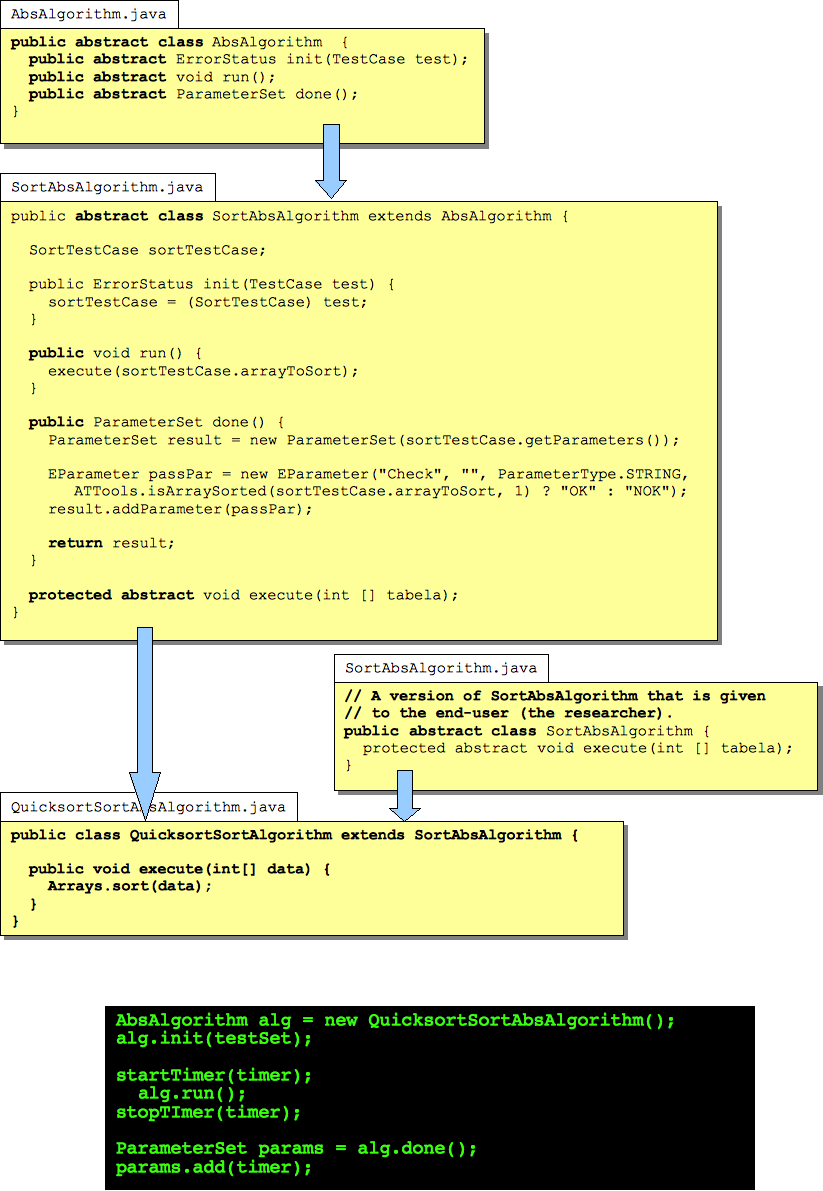 AbsAlgorithm.java
public abstract class AbsAlgorithm {
public abstract ErrorStatus init(TestCase test);
public abstract void run();
public abstract ParameterSet done();
}
SortAbsAlgorithm.java
public abstract class SortAbsAlgorithm extends AbsAlgorithm {
SortTestCase sortTestCase;
public ErrorStatus init(TestCase test) {
sortTestCase = (SortTestCase) test;
}
public void run() {
execute(sortTestCase.arrayToSort);
}
public ParameterSet done() {
ParameterSet result = new ParameterSet(sortTestCase.getParameters());
EParameter passPar = new EParameter("Check", "", ParameterType.STRING,
ATTools.isArraySorted(sortTestCase.arrayToSort, 1) ? "OK" : "NOK");
result.addParameter(passPar);
return result;
}
protected abstract void execute(int [] tabela);
}
SortAbsAlgorithm.java
// A version of SortAbsAlgorithm that is given
// to the end-user (the researcher).
public abstract class SortAbsAlgorithm {
protected abstract void execute(int [] tabela);
}
QuicksortSortAbsAlgorithm.java
public class QuicksortSortAlgorithm extends SortAbsAlgorithm {
public void execute(int[] data) {
Arrays.sort(data);
}
}
AbsAlgorithm alg = new QuicksortSortAbsAlgorithm();
alg.init(testSet);
startTimer(timer);
alg.run();
stopTImer(timer);
ParameterSet params = alg.done();
params.add(timer);